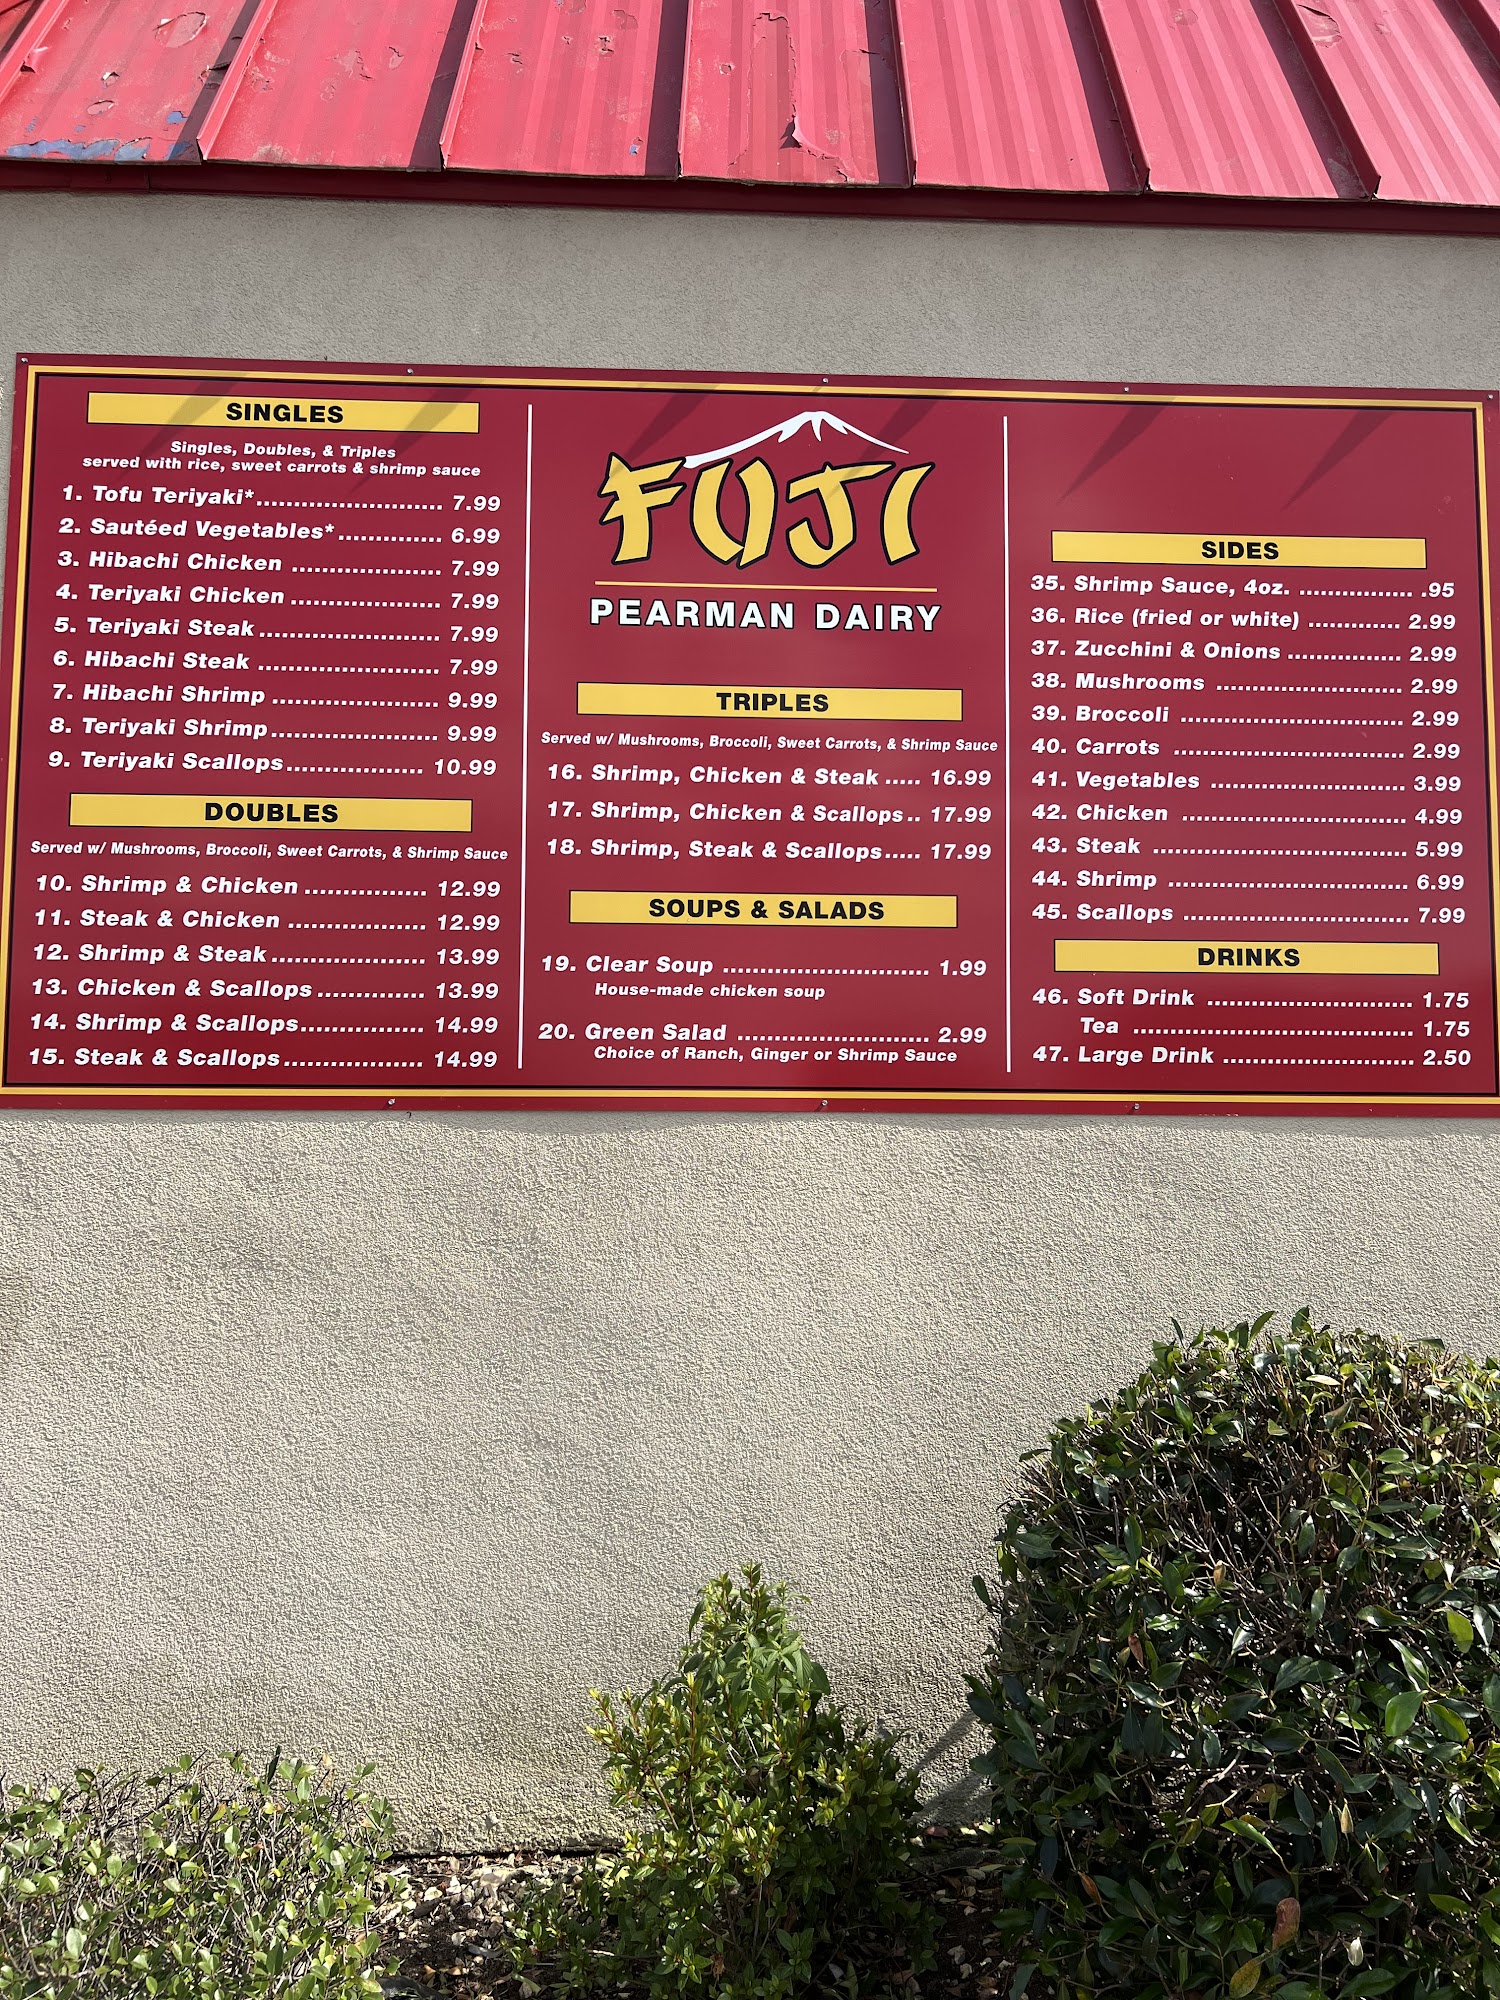 SINGLES
Singles, Doubles, & Triples
served with rice, sweet carrots & shrimp sauce
1. Tofu Teriyaki*.......................... 7.99
2. Sautéed Vegetables*.............. 6.99
3. Hibachi Chicken .................... 7.99
4. Teriyaki Chicken .................... 7.99
5. Teriyaki Steak........................ 7.99
6. Hibachi Steak ........................ 7.99
7. Hibachi Shrimp ...................... 9.99
8. Teriyaki Shrimp...................... 9.99
9. Teriyaki Scallops.................. 10.99
DOUBLES
Served w/ Mushrooms, Broccoli, Sweet Carrots, & Shrimp Sauce
10. Shrimp & Chicken ................ 12.99
11. Steak & Chicken .................. 12.99
12. Shrimp & Steak..................... 13.99
13. Chicken & Scallops .............. 13.99
14. Shrimp & Scallops................ 14.99
15. Steak & Scallops................... 14.99
FUJI
PEARMAN DAIRY
TRIPLES
Served w/ Mushrooms, Broccoli, Sweet Carrots, & Shrimp Sauce
16. Shrimp, Chicken & Steak ..... 16.99
17. Shrimp, Chicken & Scallops.. 17.99
18. Shrimp, Steak & Scallops..... 17.99
SOUPS & SALADS
19. Clear Soup ............................ 1.99
House-made chicken soup
20. Green Salad .......................... 2.99
Choice of Ranch, Ginger or Shrimp Sauce
SIDES
35. Shrimp Sauce, 4oz. ................ .95
36. Rice (fried or white) ............. 2.99
37. Zucchini & Onions ................ 2.99
38. Mushrooms .......................... 2.99
39. Broccoli ............................... 2.99
40. Carrots ................................ 2.99
41. Vegetables ........................... 3.99
42. Chicken ............................... 4.99
43. Steak ................................... 5.99
44. Shrimp ................................. 6.99
45. Scallops ............................... 7.99
DRINKS
46. Soft Drink ............................. 1.75
Tea ....................................... 1.75
47. Large Drink .......................... 2.50